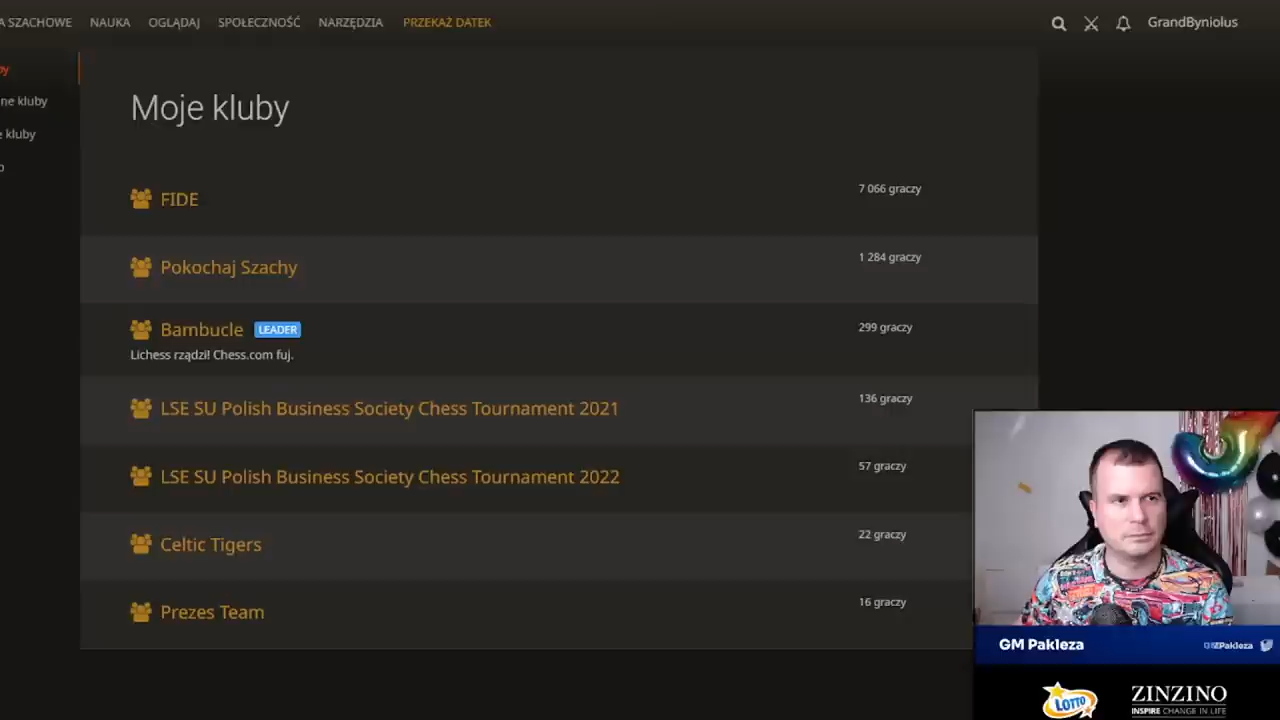 A SZACHOWE NAUKA OGLĄDAJ SPOŁECZNOŚĆ NARZĘDZIA PRZEKAŻ DATEK GrandByniolus
by
ne kluby
e kluby
o
Moje kluby
FIDE 7 066 graczy
Pokochaj Szachy 1 284 graczy
Bambucle LEADER 299 graczy
Lichess rządzi! Chess.com fuj.
LSE SU Polish Business Society Chess Tournament 2021 136 graczy
LSE SU Polish Business Society Chess Tournament 2022 57 graczy
Celtic Tigers 22 graczy
Prezes Team 16 graczy
GM Pakleza
LOTTO
ZINZINO
INSPIRE CHANGE IN LIFE